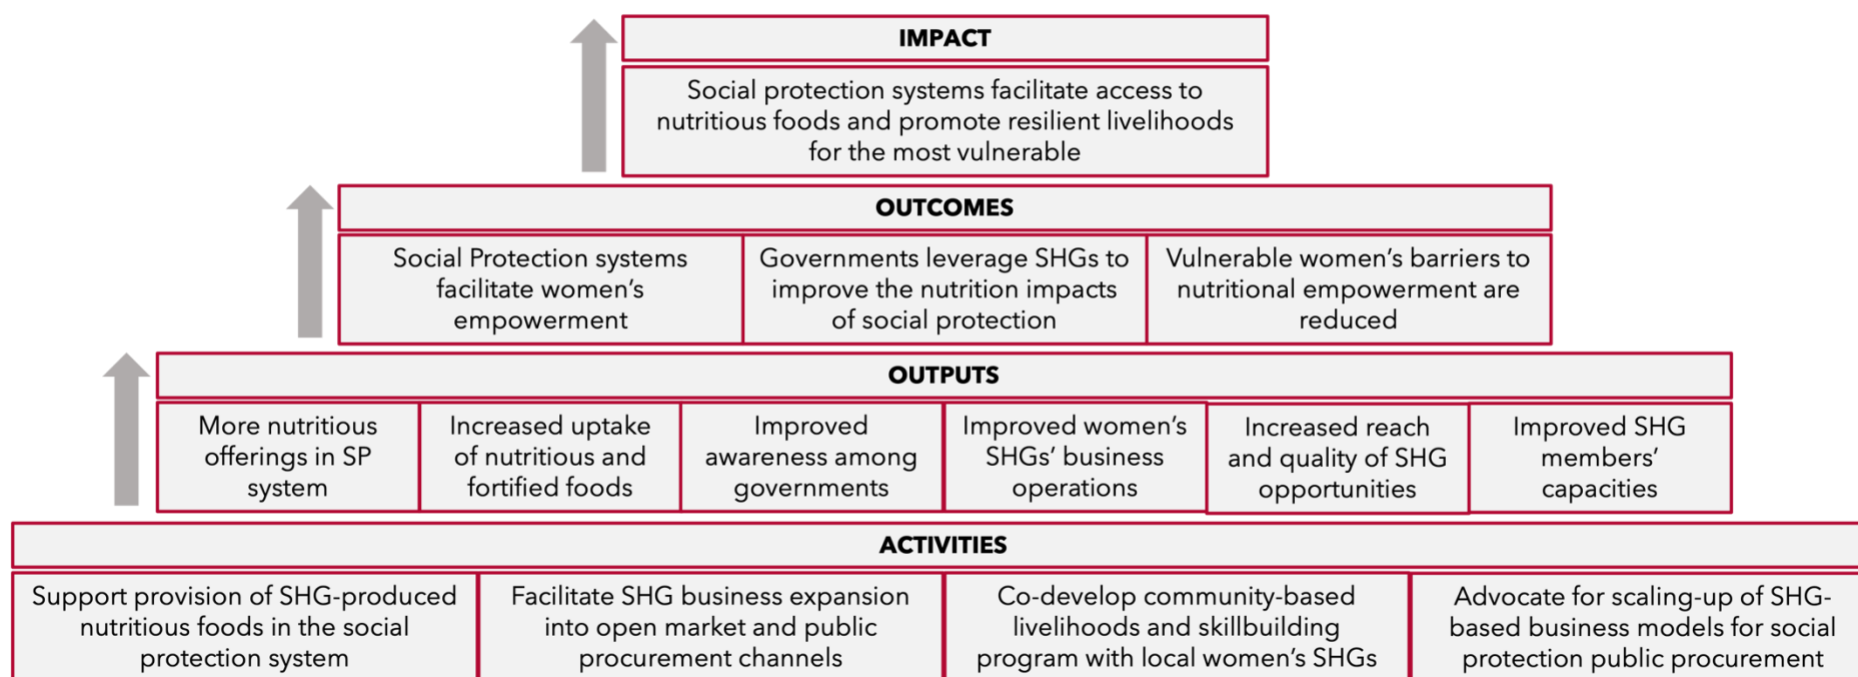 IMPACT
Social protection systems facilitate access to
nutritious foods and promote resilient livelihoods
for the most vulnerable
OUTCOMES
Social Protection systems
facilitate women’s
empowerment
Governments leverage SHGs to
improve the nutrition impacts
of social protection
Vulnerable women’s barriers to
nutritional empowerment are
reduced
OUTPUTS
More nutritious
offerings in SP
system
Increased uptake
of nutritious and
fortified foods
Improved
awareness among
governments
Improved women’s
SHGs’ business
operations
Increased reach
and quality of SHG
opportunities
Improved SHG
members’
capacities
ACTIVITIES
Support provision of SHG-produced
nutritious foods in the social
protection system
Facilitate SHG business expansion
into open market and public
procurement channels
Co-develop community-based
livelihoods and skillbuilding
program with local women’s SHGs
Advocate for scaling-up of SHG-
based business models for social
protection public procurement